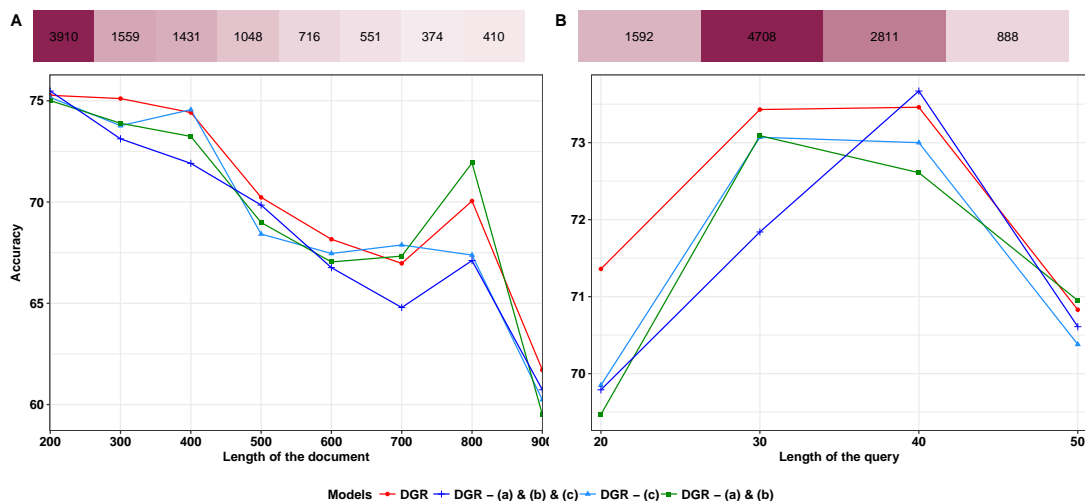 A
3910 1559 1431 1048 716 551 374 410
75
70
65
60
Accuracy
200 300 400 500 600 700 800 900
Length of the document
B
1592 4708 2811 888
73
72
71
70
20 30 40 50
Length of the query
Models DGR DGR − (a) & (b) & (c) DGR − (c) DGR − (a) & (b)